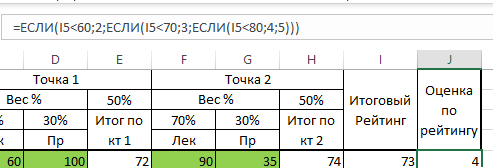 =ЕСЛИ(I5<60;2;ЕСЛИ(I5<70;3;ЕСЛИ(I5<80;4;5)))
D E F G H I J
Точка 1 Точка 2
Вес % 50% Вес % 50% Итоговый Рейтинг Оценка по рейтингу
% 30% Итог по кт 1 70% 30% Итог по кт 2
к Пр Лек Пр
60 100 72 90 35 74 73 4